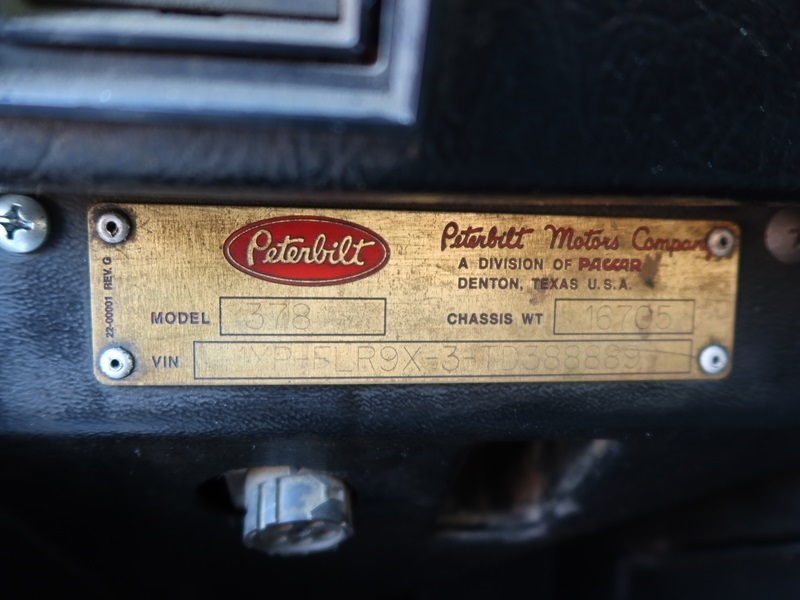 Peterbilt
Peterbilt Motors Company
A DIVISION OF PACCAR
DENTON, TEXAS U.S.A.
22-00001 REV. G
MODEL 378
CHASSIS WT 16705
VIN